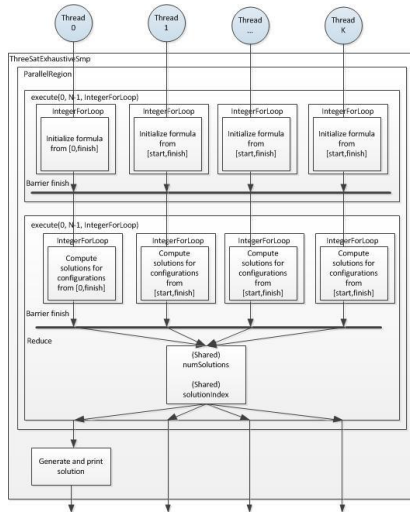 Thread
0
Thread
1
Thread
...
Thread
K
ThreeSatExhaustiveSmp
ParallelRegion
execute(0, N-1, IntegerForLoop)
IntegerForLoop
Initialize formula
from [0,finish]
IntegerForLoop
Initialize formula
from
[start,finish]
IntegerForLoop
Initialize formula
from
[start,finish]
IntegerForLoop
Initialize formula
from
[start,finish]
Barrier finish
execute(0, N-1, IntegerForLoop)
IntegerForLoop
Compute
solutions for
configurations
from [0,finish]
IntegerForLoop
Compute
solutions for
configurations
from
[start,finish]
IntegerForLoop
Compute
solutions for
configurations
from
[start,finish]
IntegerForLoop
Compute
solutions for
configurations
from
[start,finish]
Barrier finish
Reduce
(Shared)
numSolutions
(Shared)
solutionIndex
Generate and print
solution